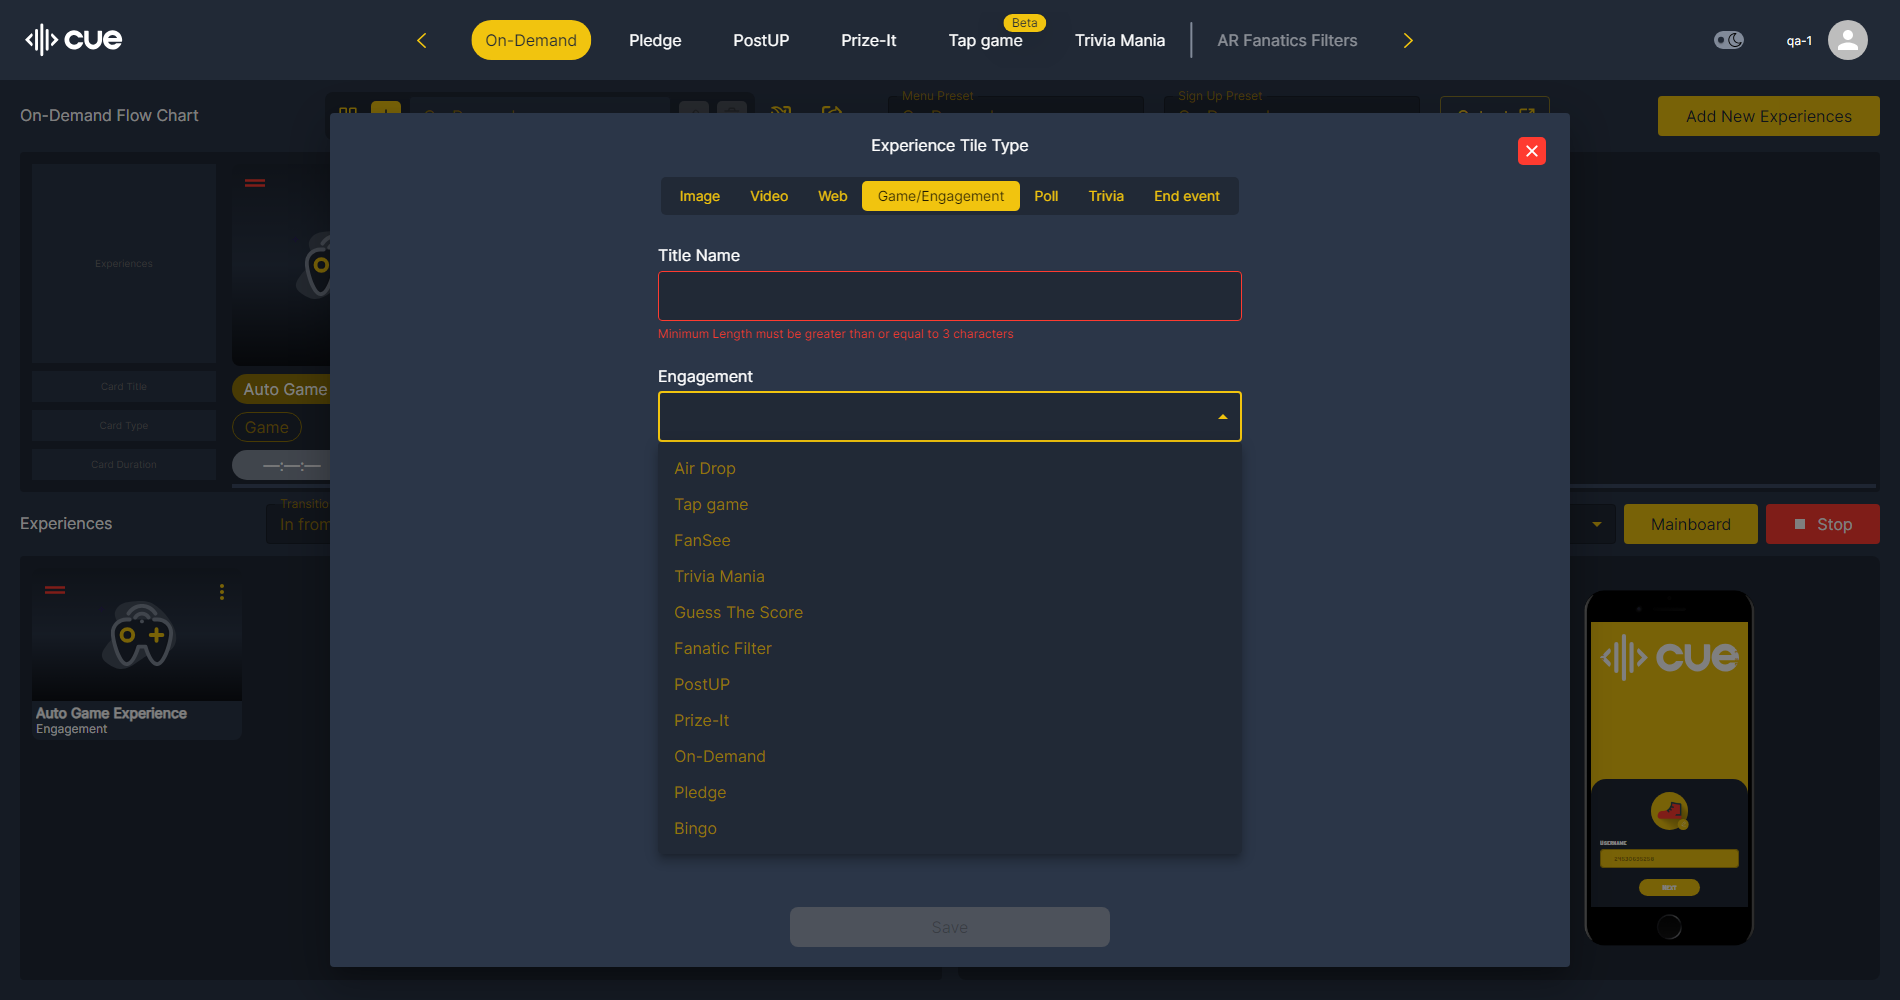 cue
On-Demand
Pledge
PostUP
Prize-It
Tap game
Beta
Trivia Mania
AR Fanatics Filters
qa-1
On-Demand Flow Chart
Menu Preset
Sign Up Preset
Add New Experiences
Experience Tile Type
Image
Video
Web
Game/Engagement
Poll
Trivia
End event
Title Name
Minimum Length must be greater than or equal to 3 characters
Engagement
Air Drop
Tap game
FanSee
Trivia Mania
Guess The Score
Fanatic Filter
PostUP
Prize-It
On-Demand
Pledge
Bingo
Save
Experiences
Card Title
Card Type
Card Duration
Auto Game
Game
—:—:—
Experiences
Transitio
In from
Mainboard
Stop
Auto Game Experience
Engagement
cue
Username
NEXT